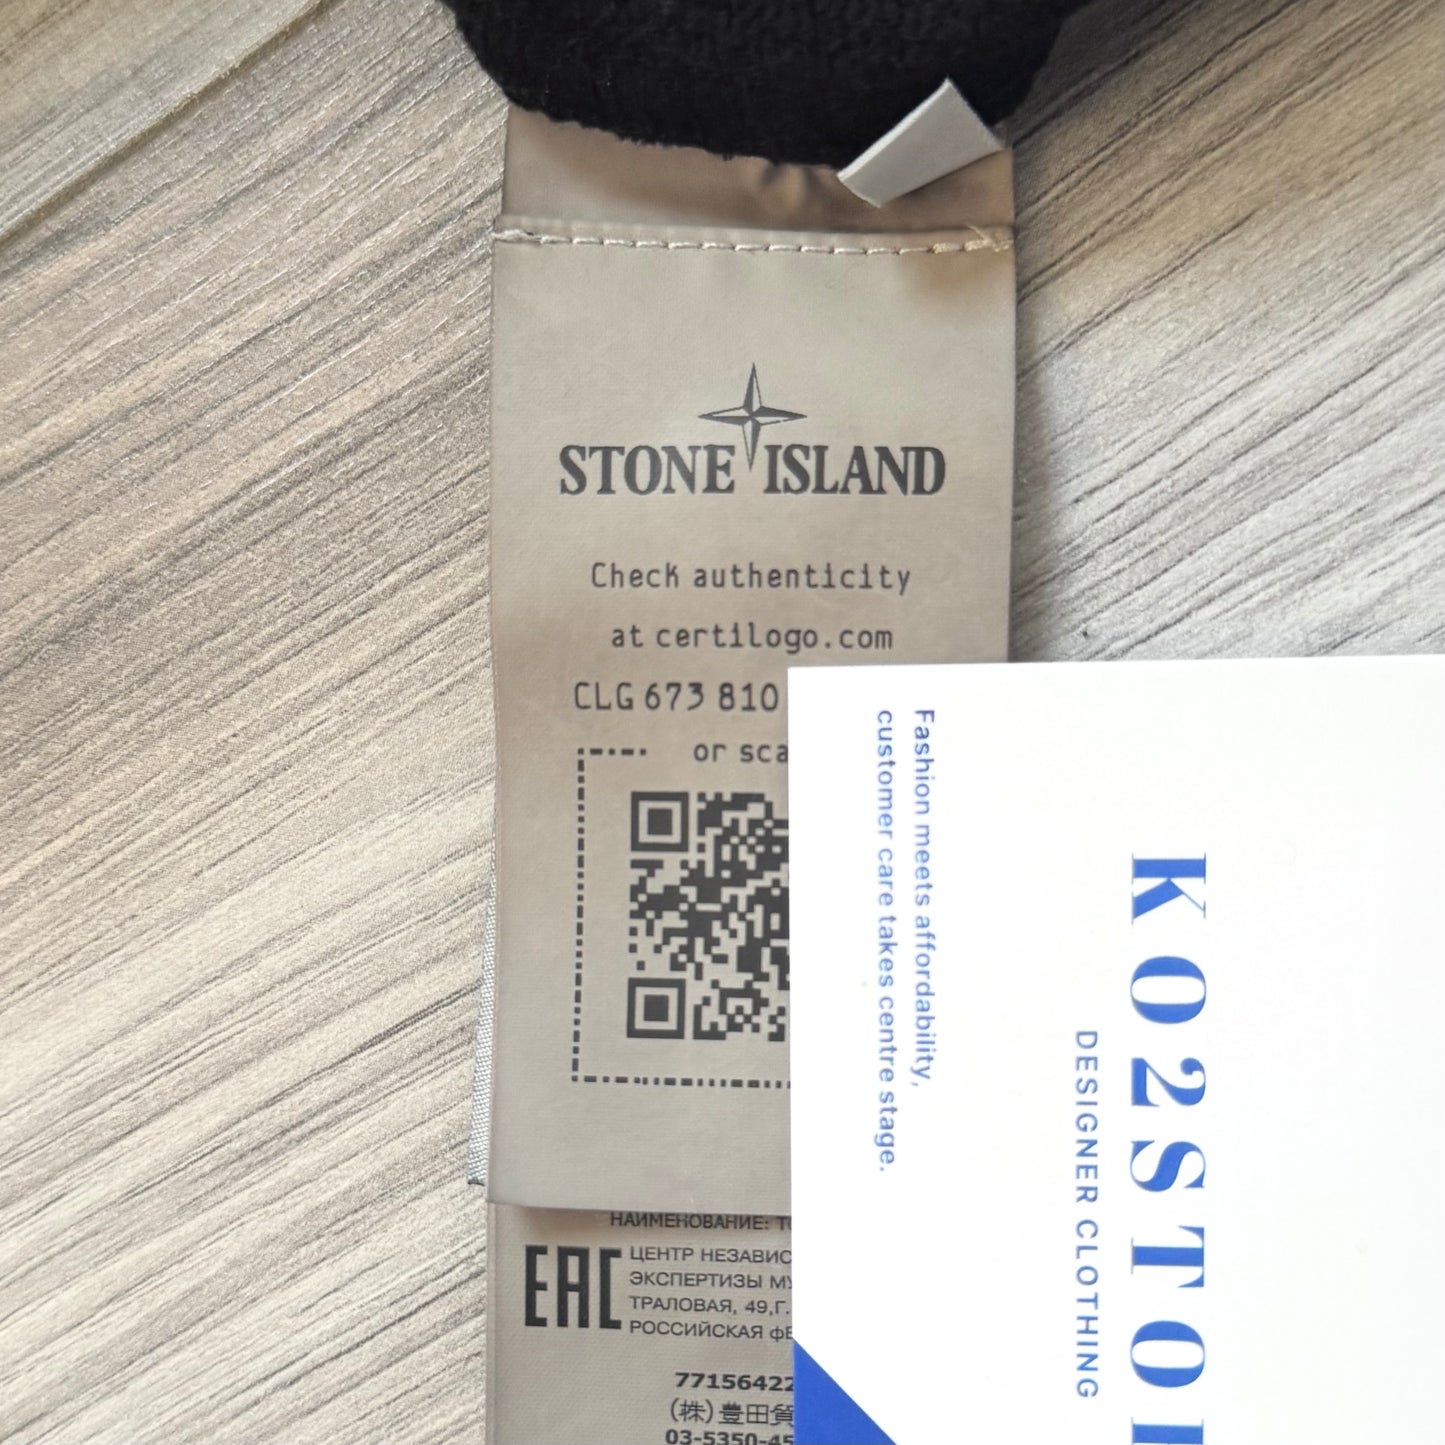 STONE ISLAND
Check authenticity
at certilogo.com
CLG 673 810
or sca
НАИМЕНОВАНИЕ: ТО
EAC
ЦЕНТР НЕЗАВИС
ЭКСПЕРТИЗЫ МУ
ТРАЛОВАЯ, 49,Г.
РОССИЙСКАЯ ФЕ
77156422
(株)豊田貿
03-5350-45
Fashion meets affordability,
customer care takes centre stage.
KO2STO
DESIGNER CLOTHING